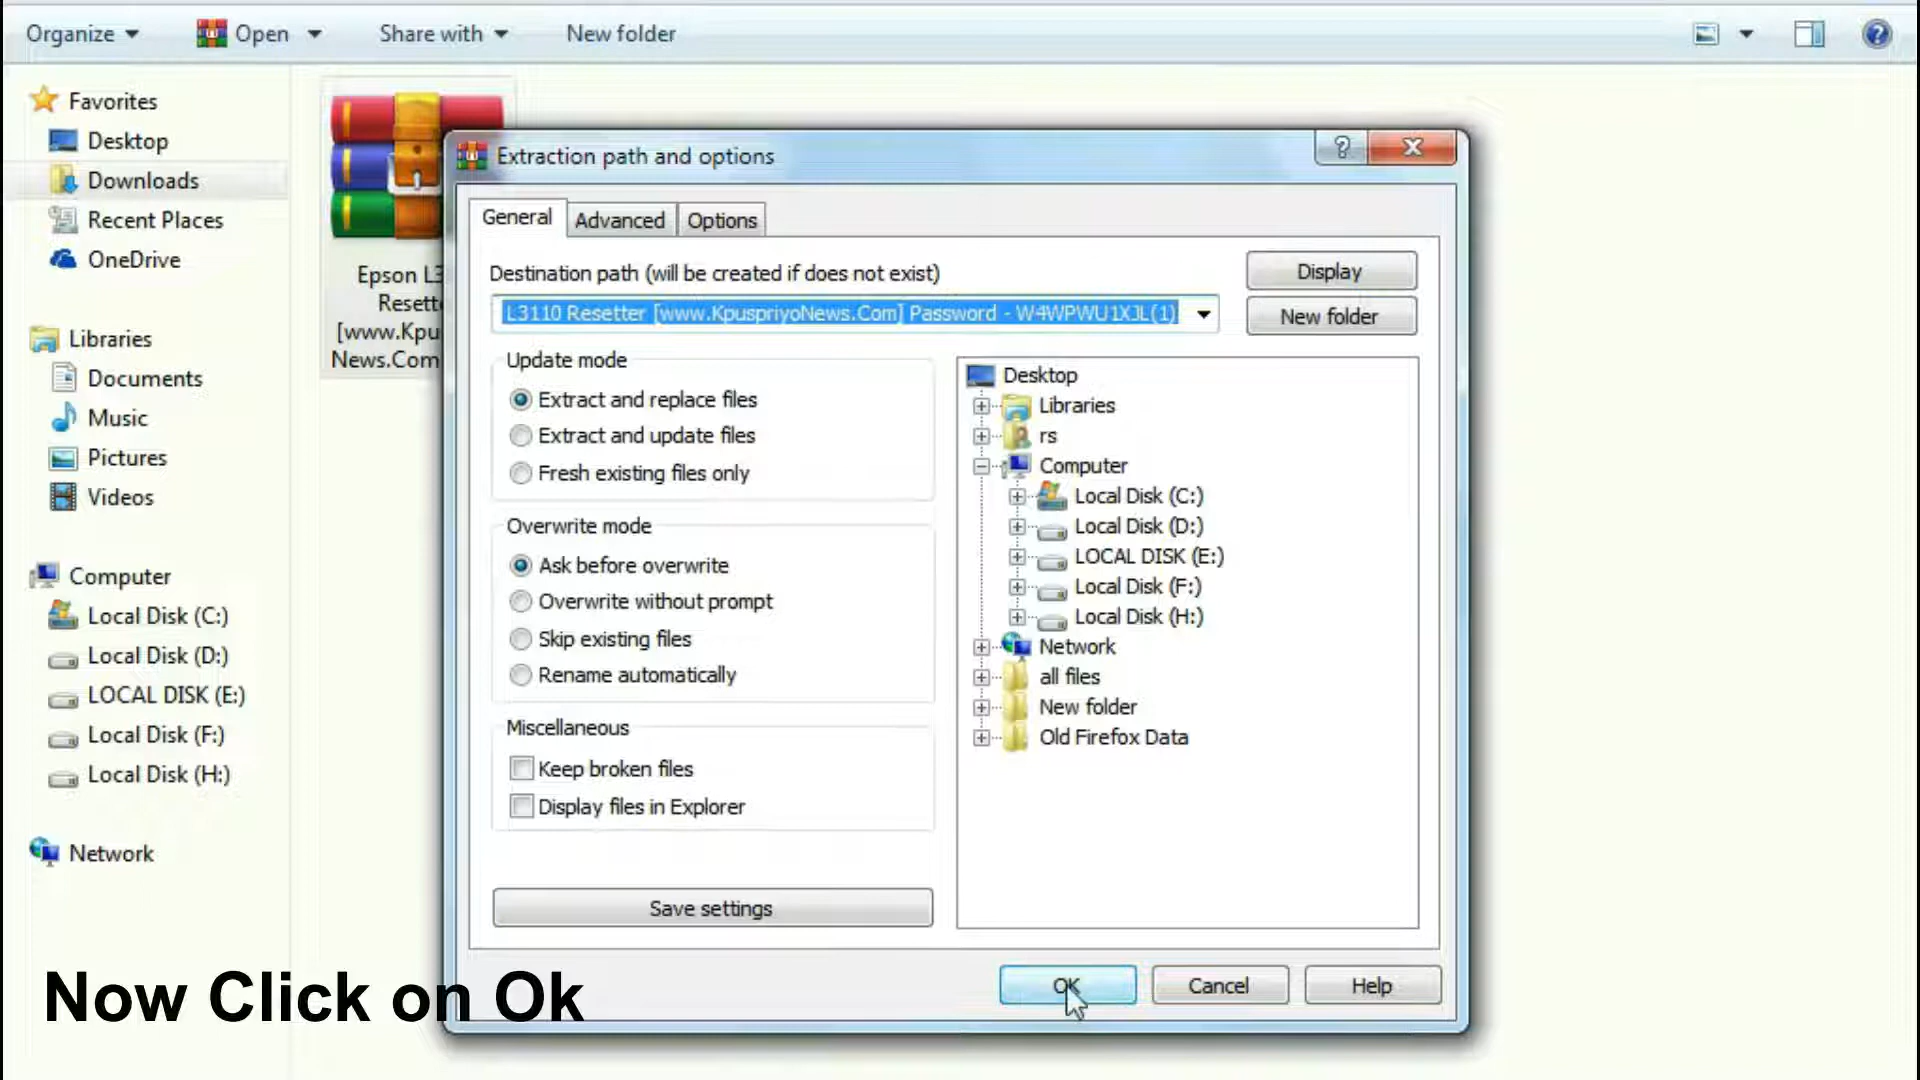 Organize
Open
Share with
New folder
Favorites
Desktop
Downloads
Recent Places
OneDrive
Libraries
Documents
Music
Pictures
Videos
Computer
Local Disk (C:)
Local Disk (D:)
LOCAL DISK (E:)
Local Disk (F:)
Local Disk (H:)
Network
Epson L3
Resette
[www.Kpu
News.Com
Extraction path and options
General
Advanced
Options
Destination path (will be created if does not exist)
L3110 Resetter [www.KpuspriyoNews.Com] Password - W4WPWU1XJL(1)
Display
New folder
Update mode
Extract and replace files
Extract and update files
Fresh existing files only
Overwrite mode
Ask before overwrite
Overwrite without prompt
Skip existing files
Rename automatically
Miscellaneous
Keep broken files
Display files in Explorer
Save settings
Desktop
Libraries
rs
Computer
Local Disk (C:)
Local Disk (D:)
LOCAL DISK (E:)
Local Disk (F:)
Local Disk (H:)
Network
all files
New folder
Old Firefox Data
OK
Cancel
Help
Now Click on Ok